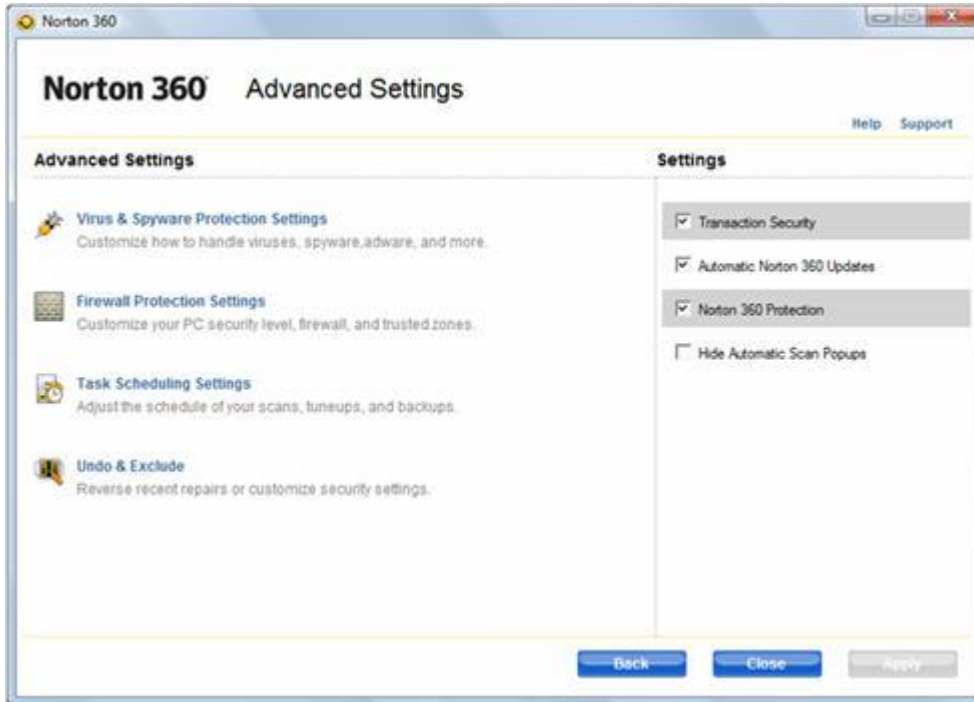 Norton 360
Norton 360 Advanced Settings
Help Support
Advanced Settings
Virus & Spyware Protection Settings
Customize how to handle viruses, spyware,adware, and more.
Firewall Protection Settings
Customize your PC security level, firewall, and trusted zones.
Task Scheduling Settings
Adjust the schedule of your scans, tuneups, and backups.
Undo & Exclude
Reverse recent repairs or customize security settings.
Settings
Transaction Security
Automatic Norton 360 Updates
Norton 360 Protection
Hide Automatic Scan Popups
Back Close Apply